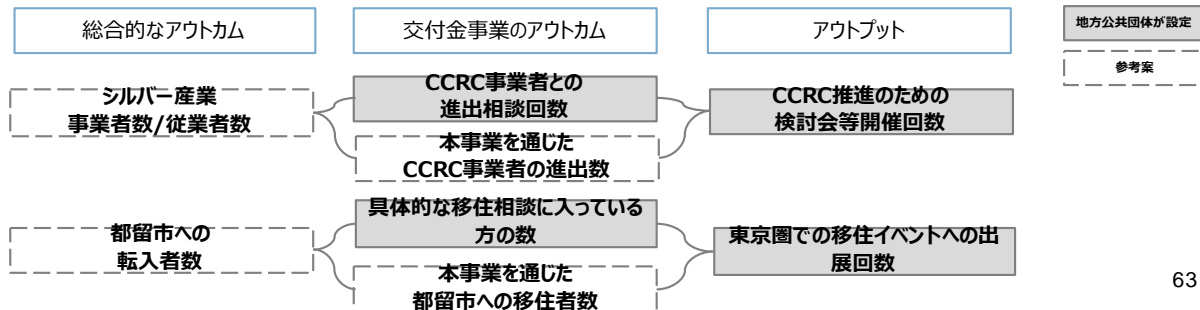 総合的なアウトカム
交付金事業のアウトカム
アウトプット
地方公共団体が設定
参考案
シルバー産業
事業者数/従業者数
CCRC事業者との
進出相談回数
本事業を通じた
CCRC事業者の進出数
CCRC推進のための
検討会等開催回数
都留市への
転入者数
具体的な移住相談に入っている
方の数
本事業を通じた
都留市への移住者数
東京圏での移住イベントへの出
展回数
63